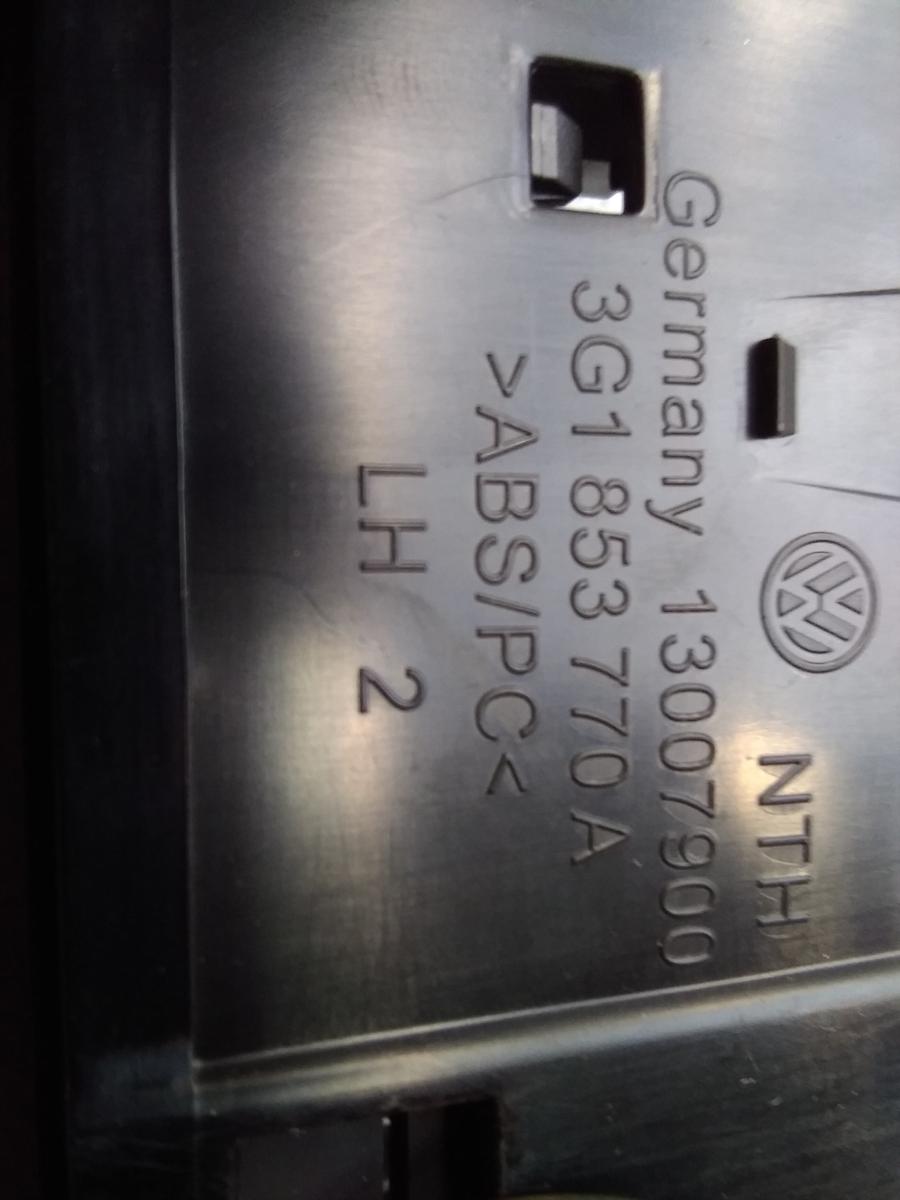 NTH
Germany 13007900
3G1 853 770 A
>ABS/PC<
LH 2